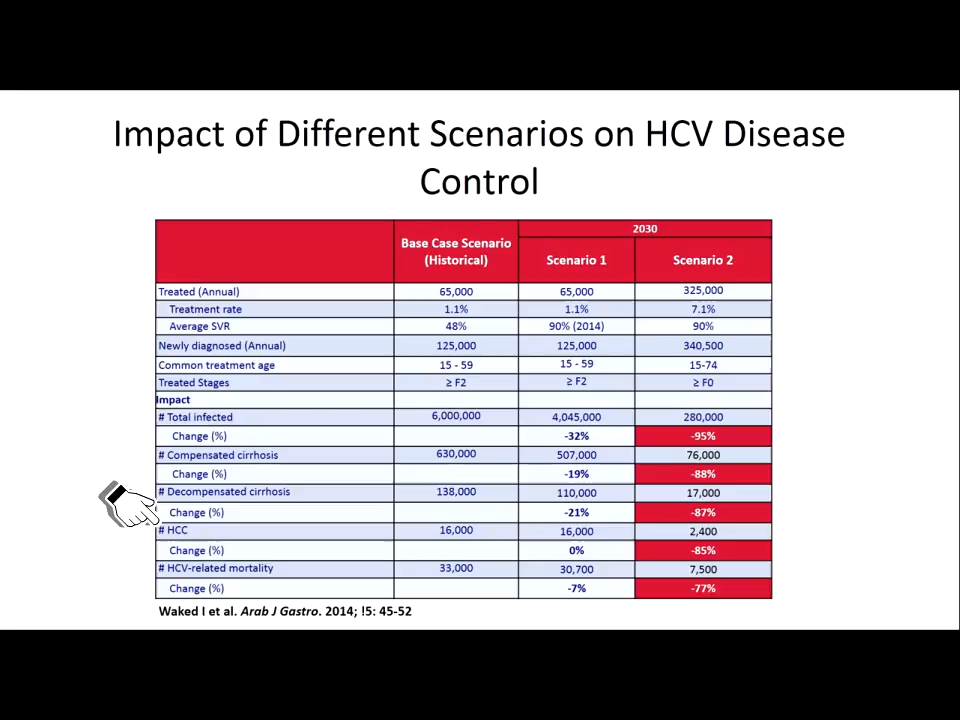 Impact of Different Scenarios on HCV Disease
Control
Base Case Scenario
(Historical)
2030
Scenario 1
Scenario 2
Treated (Annual) 65,000 65,000 325,000
Treatment rate 1.1% 1.1% 7.1%
Average SVR 48% 90% (2014) 90%
Newly diagnosed (Annual) 125,000 125,000 340,500
Common treatment age 15 - 59 15 - 59 15-74
Treated Stages ≥ F2 ≥ F2 ≥ F0
Impact
# Total infected 6,000,000 4,045,000 280,000
Change (%) -32% -95%
# Compensated cirrhosis 630,000 507,000 76,000
Change (%) -19% -88%
# Decompensated cirrhosis 138,000 110,000 17,000
Change (%) -21% -87%
# HCC 16,000 16,000 2,400
Change (%) 0% -85%
# HCV-related mortality 33,000 30,700 7,500
Change (%) -7% -77%
Waked I et al. Arab J Gastro. 2014; !5: 45-52